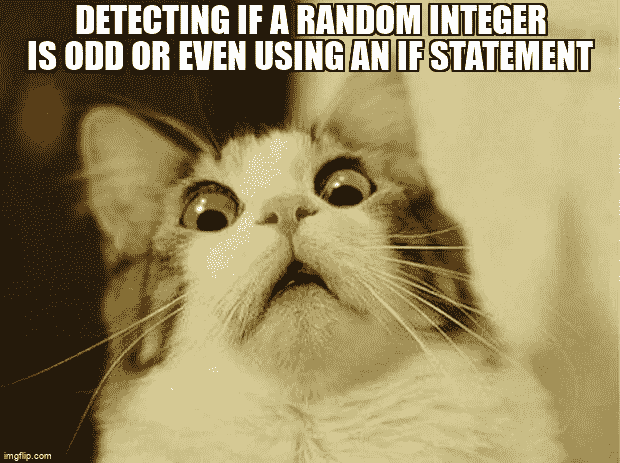 DETECTING IF A RANDOM INTEGER
IS ODD OR EVEN USING AN IF STATEMENT
imgflip.com